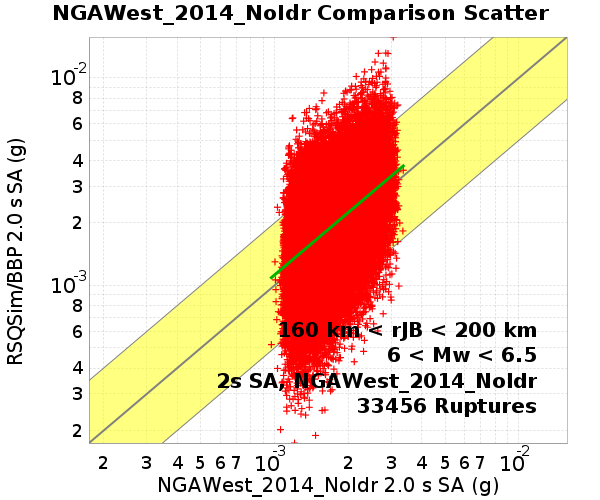 NGAWest_2014_NoIdr Comparison Scatter
RSQSim/BBP 2.0 s SA (g)
10-2
8
6
4
3
2
10-3
8
6
4
3
2
160 km < rJB < 200 km
6 < Mw < 6.5
2s SA, NGAWest_2014_NoIdr
33456 Ruptures
2 3 4 5 6 7 10-3 2 3 4 5 6 7 10-2
NGAWest_2014_NoIdr 2.0 s SA (g)